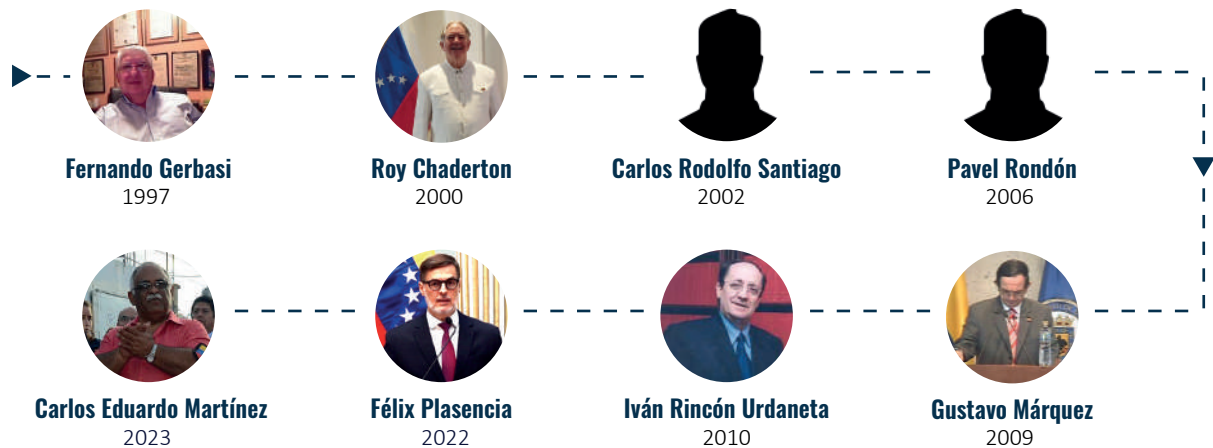 Fernando Gerbasi
1997
Roy Chaderton
2000
Carlos Rodolfo Santiago
2002
Pavel Rondón
2006
Gustavo Márquez
2009
Iván Rincón Urdaneta
2010
Félix Plasencia
2022
Carlos Eduardo Martínez
2023